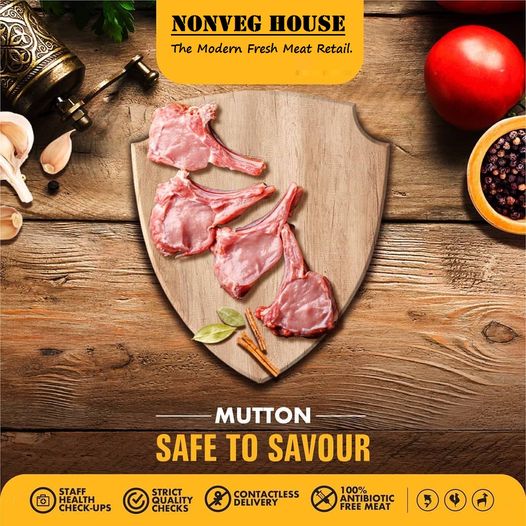 NONVEG HOUSE
The Modern Fresh Meat Retail.
MUTTON
SAFE TO SAVOUR
STAFF
HEALTH
CHECK-UPS
STRICT
QUALITY
CHECKS
CONTACTLESS
DELIVERY
100%
ANTIBIOTIC
FREE MEAT